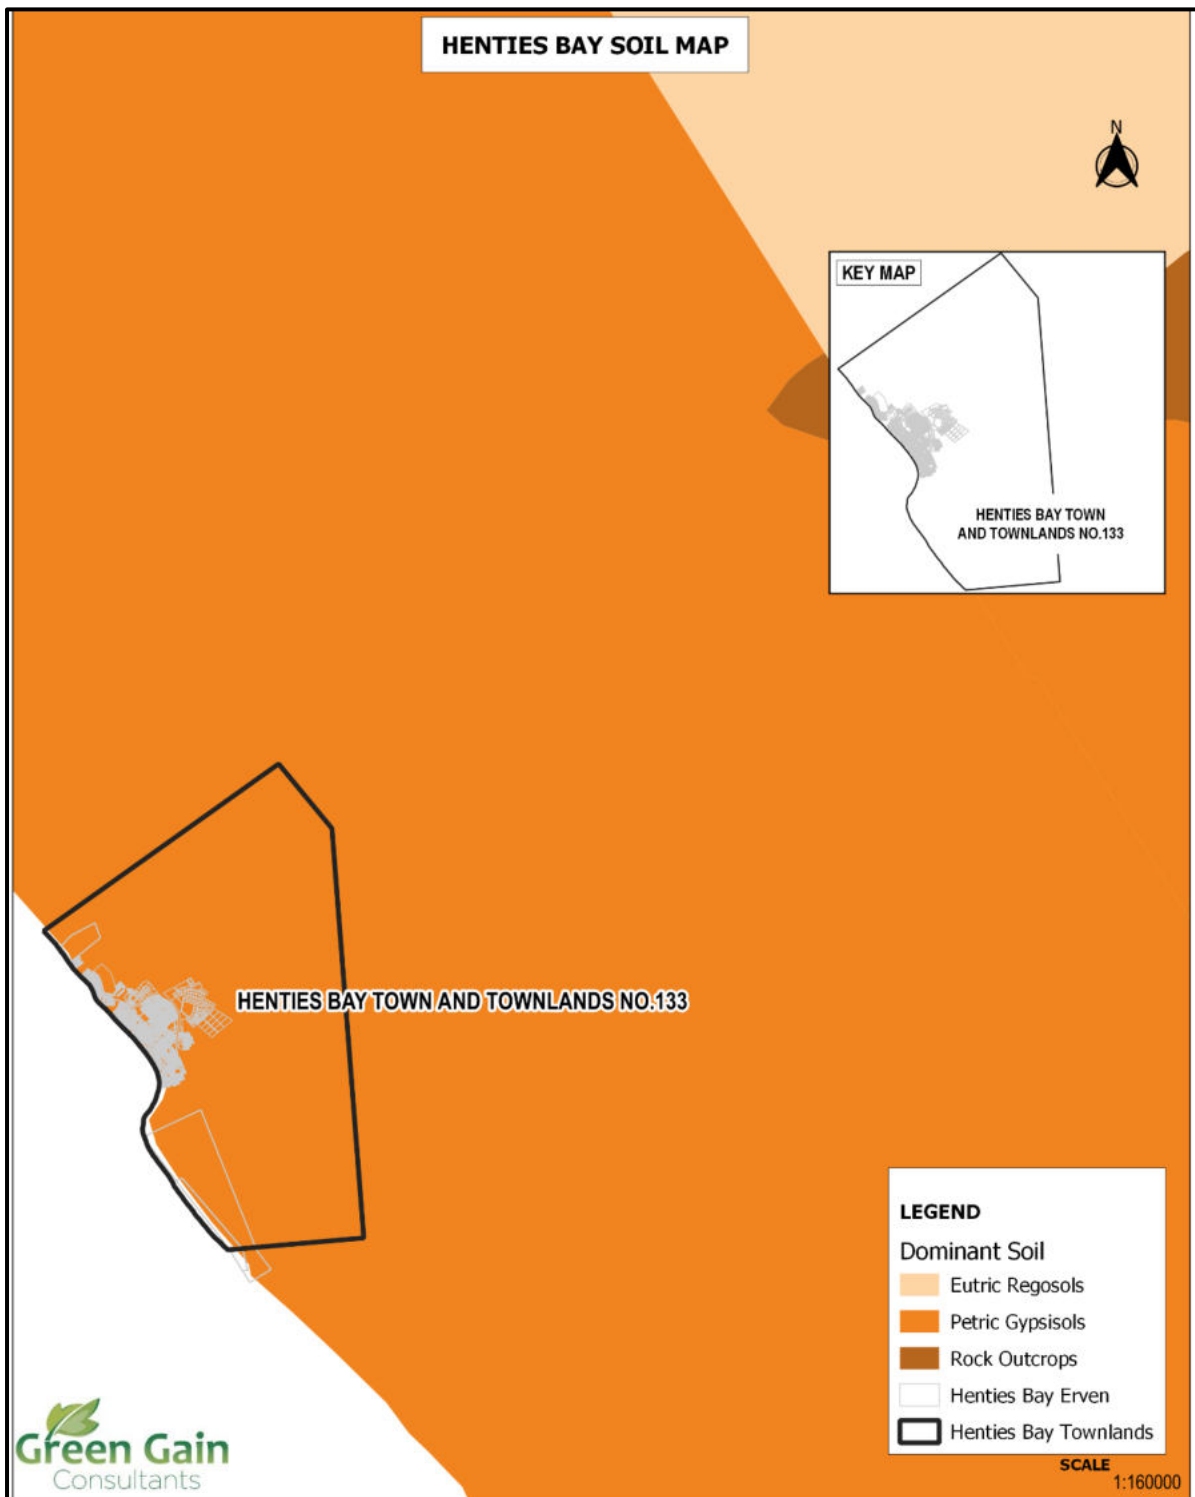 HENTIES BAY SOIL MAP
N
KEY MAP
HENTIES BAY TOWN
AND TOWNLANDS NO.133
HENTIES BAY TOWN AND TOWNLANDS NO.133
LEGEND
Dominant Soil
Eutric Regosols
Petric Gypsisols
Rock Outcrops
Henties Bay Erven
Henties Bay Townlands
SCALE
1:160000
Green Gain
Consultants